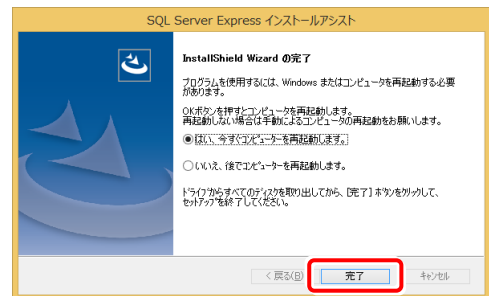 SQL Server Express インストールアシスト
InstallShield Wizard の完了
プログラムを使用するには、Windows またはコンピュータを再起動する必要
があります。
OKボタンを押すとコンピュータを再起動します。
再起動しない場合は手動によるコンピュータの再起動をお願いします。
はい、今すぐコンピューターを再起動します。
いいえ、後でコンピューターを再起動します。
ドライブからすべてのディスクを取り出してから、[完了] ボタンをクリックして、
セットアップを終了してください。
< 戻る(B) 完了 キャンセル